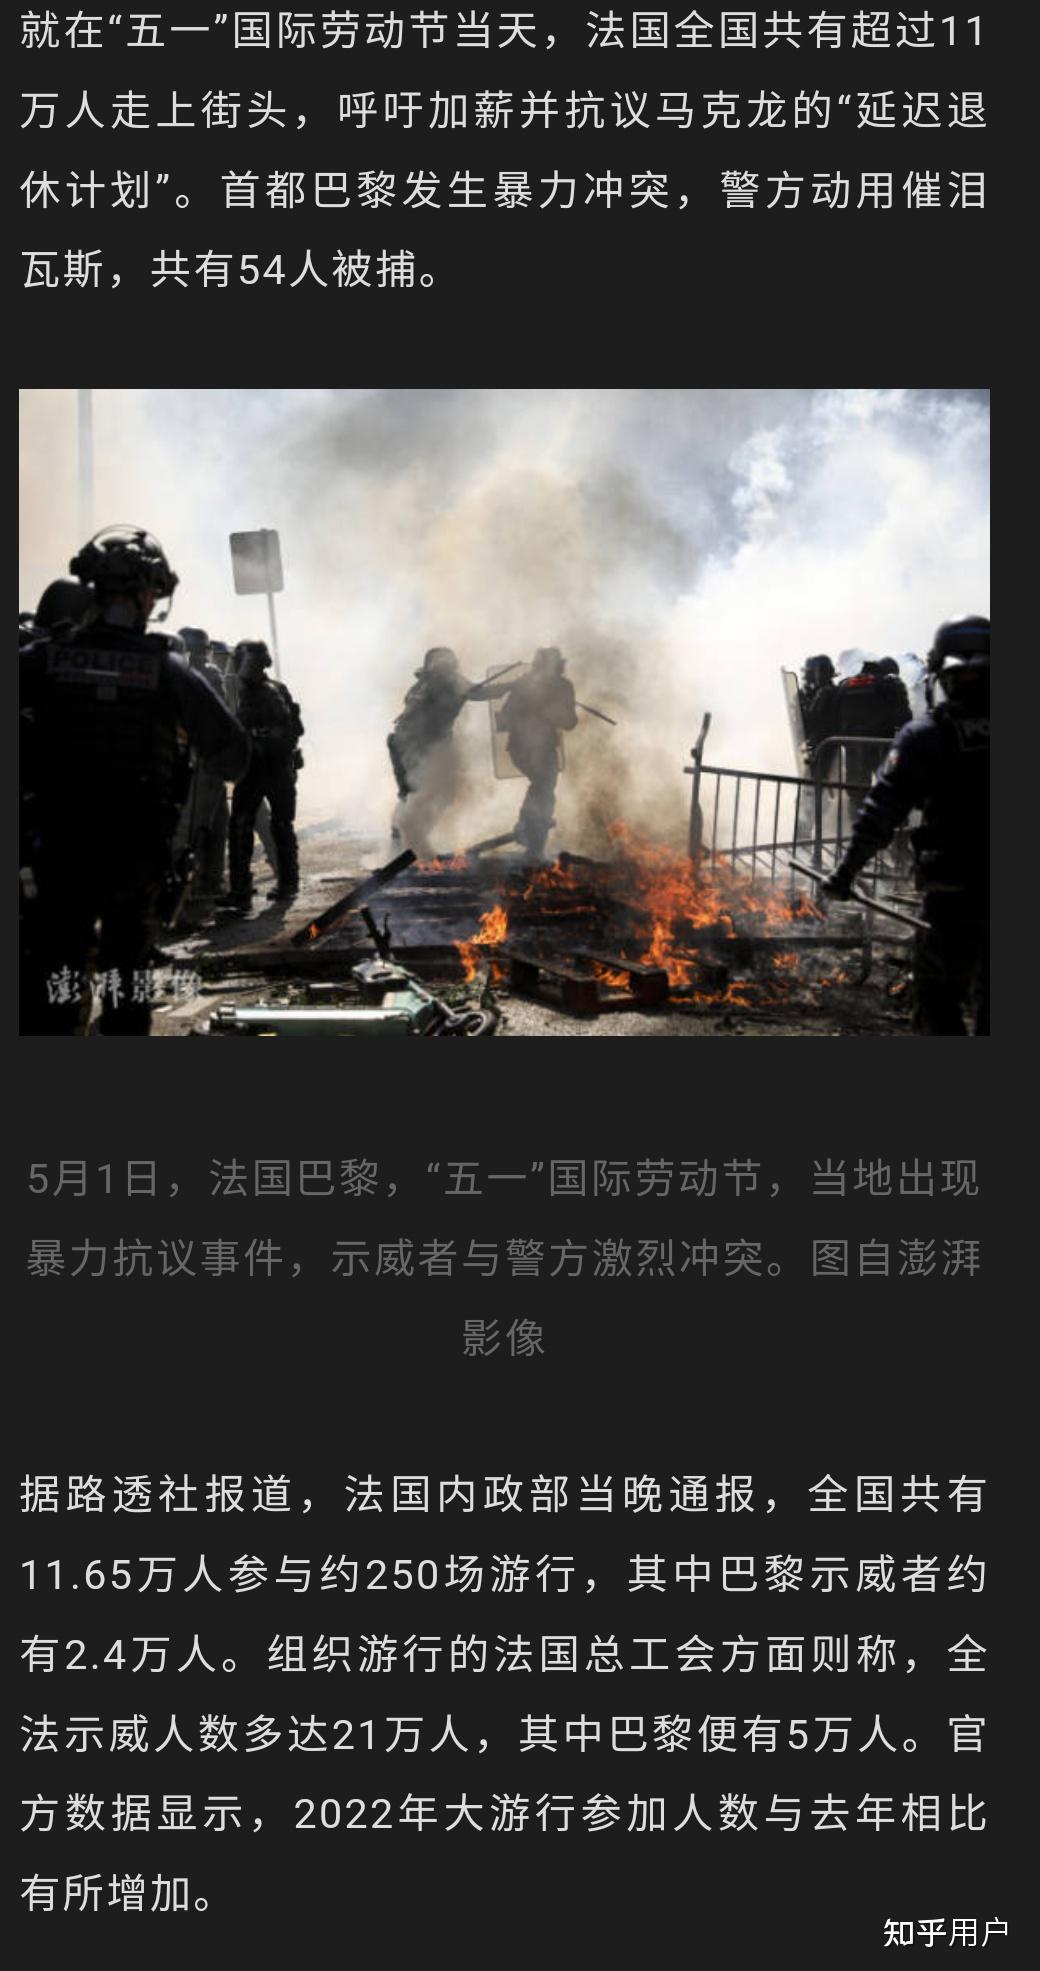 就在“五一”国际劳动节当天，法国全国共有超过11
万人走上街头，呼吁加薪并抗议马克龙的“延迟退
休计划”。首都巴黎发生暴力冲突，警方动用催泪
瓦斯，共有54人被捕。
POLICE
澎湃影像
5月1日，法国巴黎，“五一”国际劳动节，当地出现
暴力抗议事件，示威者与警方激烈冲突。图自澎湃
影像
据路透社报道，法国内政部当晚通报，全国共有
11.65万人参与约250场游行，其中巴黎示威者约
有2.4万人。组织游行的法国总工会方面则称，全
法示威人数多达21万人，其中巴黎便有5万人。官
方数据显示，2022年大游行参加人数与去年相比
有所增加。
知乎用户